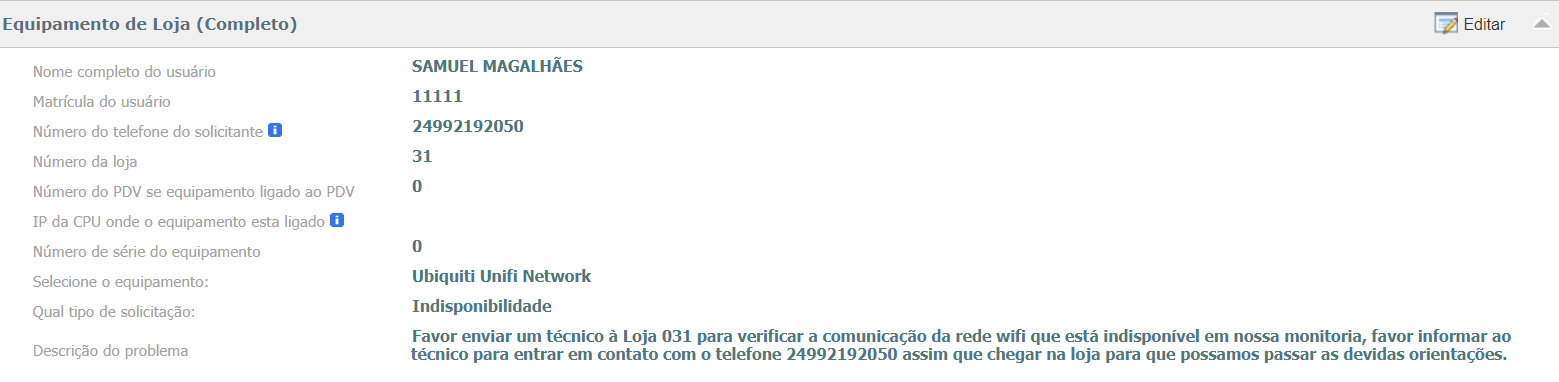 Equipamento de Loja (Completo)
Editar
Nome completo do usuário SAMUEL MAGALHÃES
Matrícula do usuário 11111
Número do telefone do solicitante 24992192050
Número da loja 31
Número do PDV se equipamento ligado ao PDV 0
IP da CPU onde o equipamento esta ligado
Número de série do equipamento 0
Selecione o equipamento: Ubiquiti Unifi Network
Qual tipo de solicitação: Indisponibilidade
Descrição do problema Favor enviar um técnico à Loja 031 para verificar a comunicação da rede wifi que está indisponível em nossa monitoria, favor informar ao
técnico para entrar em contato com o telefone 24992192050 assim que chegar na loja para que possamos passar as devidas orientações.